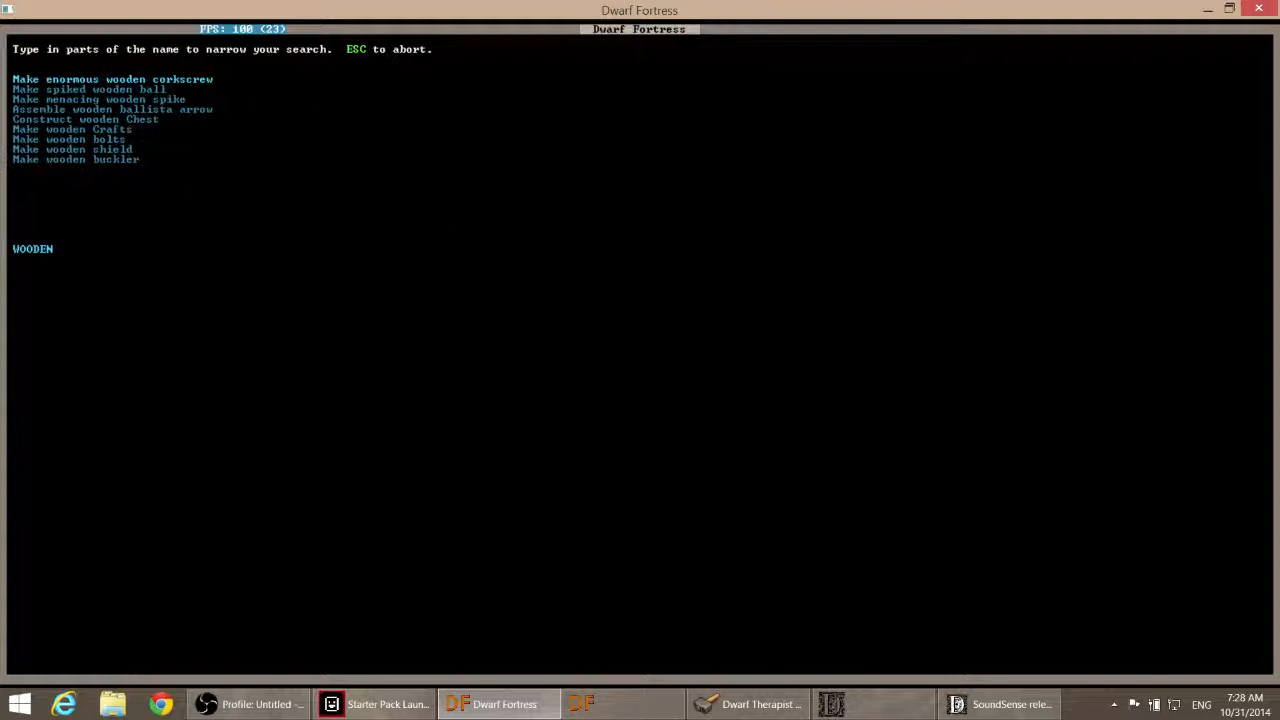 Dwarf Fortress
FPS: 100 (23)
Dwarf Fortress
Type in parts of the name to narrow your search.  ESC to abort.
Make enormous wooden corkscrew
Make spiked wooden ball
Make menacing wooden spike
Assemble wooden ballista arrow
Construct wooden Chest
Make wooden Crafts
Make wooden bolts
Make wooden shield
Make wooden buckler
WOODEN
Profile: Untitled -...
Starter Pack Laun...
DF Dwarf Fortress
DF
Dwarf Therapist ...
SoundSense rele...
ENG
7:28 AM
10/31/2014